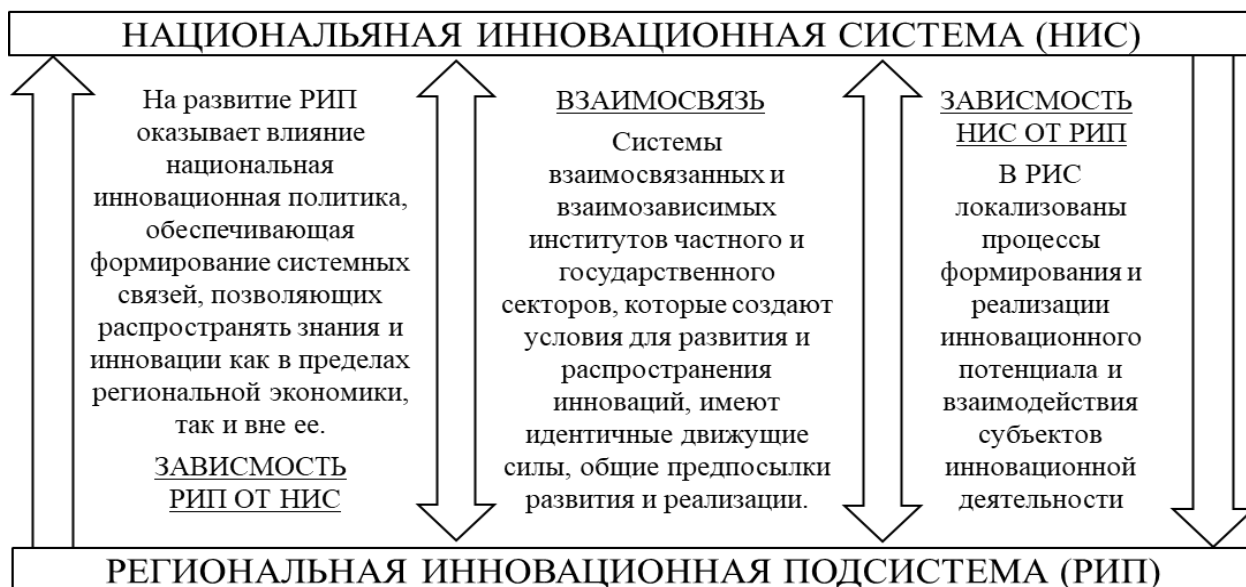 НАЦИОНАЛЬЯНАЯ ИННОВАЦИОННАЯ СИСТЕМА (НИС)
На развитие РИП
оказывает влияние
национальная
инновационная политика,
обеспечивающая
формирование системных
связей, позволяющих
распространять знания и
инновации как в пределах
региональной экономики,
так и вне ее.
ЗАВИСМОСТЬ
РИП ОТ НИС
ВЗАИМОСВЯЗЬ
Системы
взаимосвязанных и
взаимозависимых
институтов частного и
государственного
секторов, которые создают
условия для развития и
распространения
инноваций, имеют
идентичные движущие
силы, общие предпосылки
развития и реализации.
ЗАВИСМОСТЬ
НИС ОТ РИП
В РИС
локализованы
процессы
формирования и
реализации
инновационного
потенциала и
взаимодействия
субъектов
инновационной
деятельности
РЕГИОНАЛЬНАЯ ИННОВАЦИОННАЯ ПОДСИСТЕМА (РИП)